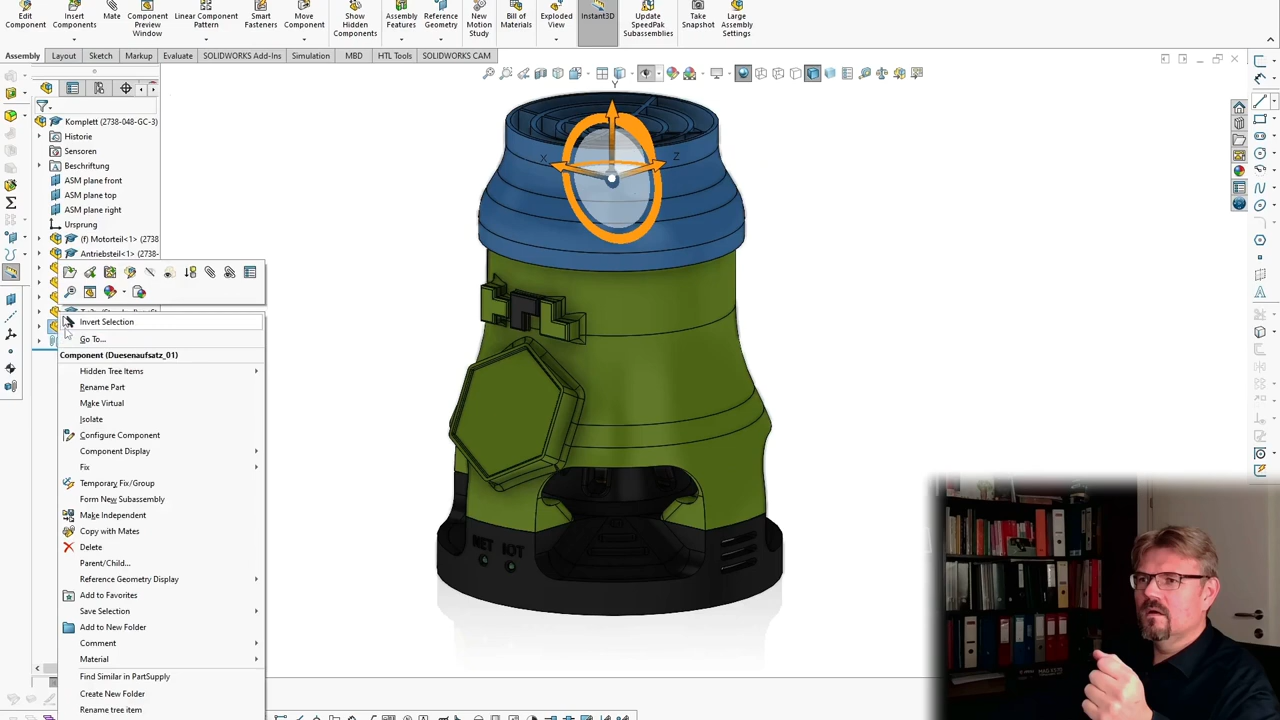 Edit Component
Insert Components
Mate
Component Preview Window
Linear Component Pattern
Smart Fasteners
Move Component
Show Hidden Components
Assembly Features
Reference Geometry
New Motion Study
Bill of Materials
Exploded View
Instant3D
Update SpeedPak Subassemblies
Take Snapshot
Large Assembly Settings
Assembly Layout Sketch Markup Evaluate SOLIDWORKS Add-Ins Simulation MBD HTL Tools SOLIDWORKS CAM
Komplett (2738-048-GC-3)
Historie
Sensoren
Beschriftung
ASM plane front
ASM plane top
ASM plane right
Ursprung
(f) Motorteil<1> (2738
Antriebsteil<1> (2738-
Invert Selection
Go To...
Component (Duesenaufsatz_01)
Hidden Tree Items
Rename Part
Make Virtual
Isolate
Configure Component
Component Display
Fix
Temporary Fix/Group
Form New Subassembly
Make Independent
Copy with Mates
Delete
Parent/Child...
Reference Geometry Display
Add to Favorites
Save Selection
Add to New Folder
Comment
Material
Find Similar in PartSupply
Create New Folder
Rename tree item
Y
X
Z
NET IOT